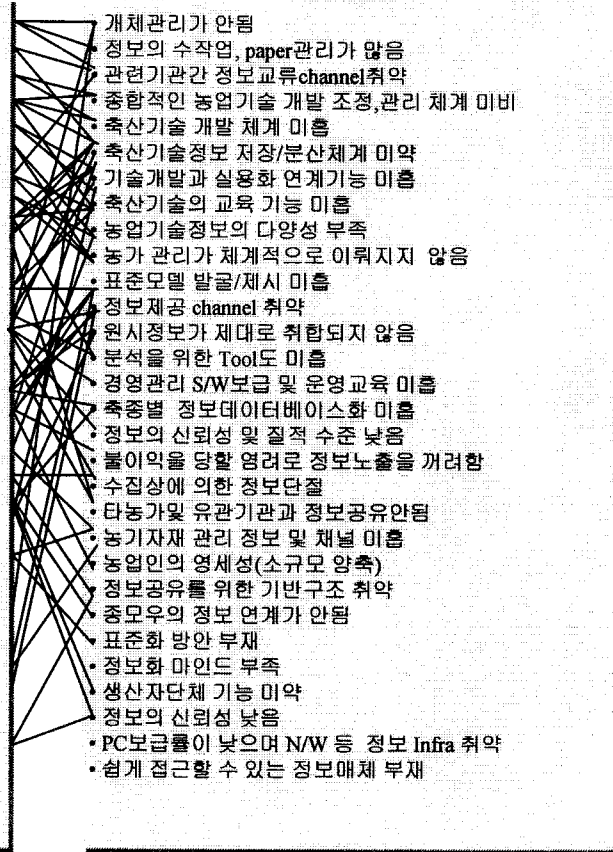 • 개체관리가 안됨
• 정보의 수작업, paper관리가 많음
• 관련기관간 정보교류channel취약
• 종합적인 농업기술 개발 조정,관리 체계 미비
• 축산기술 개발 체계 미흡
• 축산기술정보 저장/분산체계 미약
• 기술개발과 실용화 연계기능 미흡
• 축산기술의 교육 기능 미흡
• 농업기술정보의 다양성 부족
• 농가 관리가 체계적으로 이뤄지지 않음
• 표준모델 발굴/제시 미흡
• 정보제공 channel 취약
• 원시정보가 제대로 취합되지 않음
• 분석을 위한 Tool도 미흡
• 경영관리 S/W보급 및 운영교육 미흡
• 축종별 정보데이터베이스화 미흡
• 정보의 신뢰성 및 질적 수준 낮음
• 불이익을 당할 염려로 정보노출을 꺼려함
• 수집상에 의한 정보단절
• 타농가및 유관기관과 정보공유안됨
• 농기자재 관리 정보 및 채널 미흡
• 농업인의 영세성(소규모 양축)
• 정보공유를 위한 기반구조 취약
• 종모우의 정보 연계가 안됨
• 표준화 방안 부재
• 정보화 마인드 부족
• 생산자단체 기능 미약
• 정보의 신뢰성 낮음
• PC보급률이 낮으며 N/W 등 정보 Infra 취약
• 쉽게 접근할 수 있는 정보매체 부재